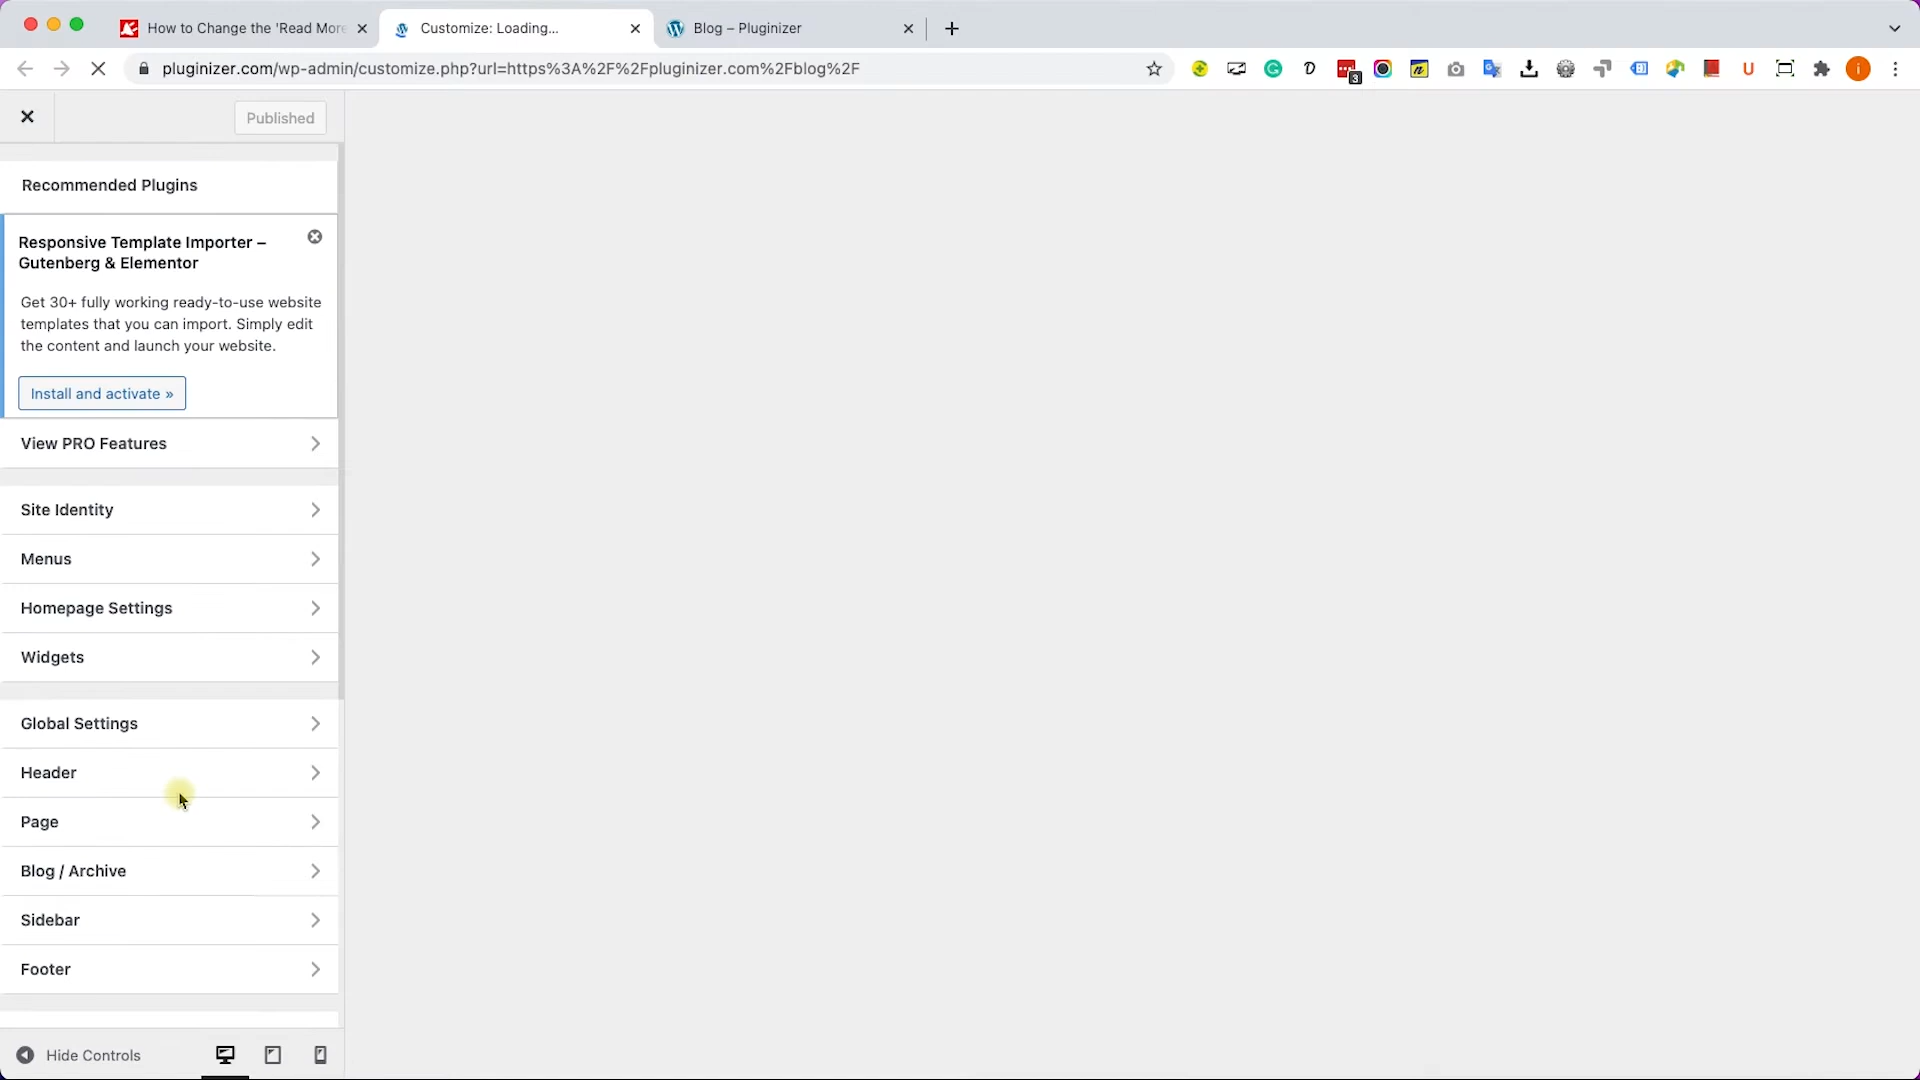 How to Change the 'Read More
Customize: Loading...
Blog – Pluginizer
pluginizer.com/wp-admin/customize.php?url=https%3A%2F%2Fpluginizer.com%2Fblog%2F
3
i
Published
Recommended Plugins
Responsive Template Importer –
Gutenberg & Elementor
Get 30+ fully working ready-to-use website
templates that you can import. Simply edit
the content and launch your website.
Install and activate »
View PRO Features
Site Identity
Menus
Homepage Settings
Widgets
Global Settings
Header
Page
Blog / Archive
Sidebar
Footer
Hide Controls